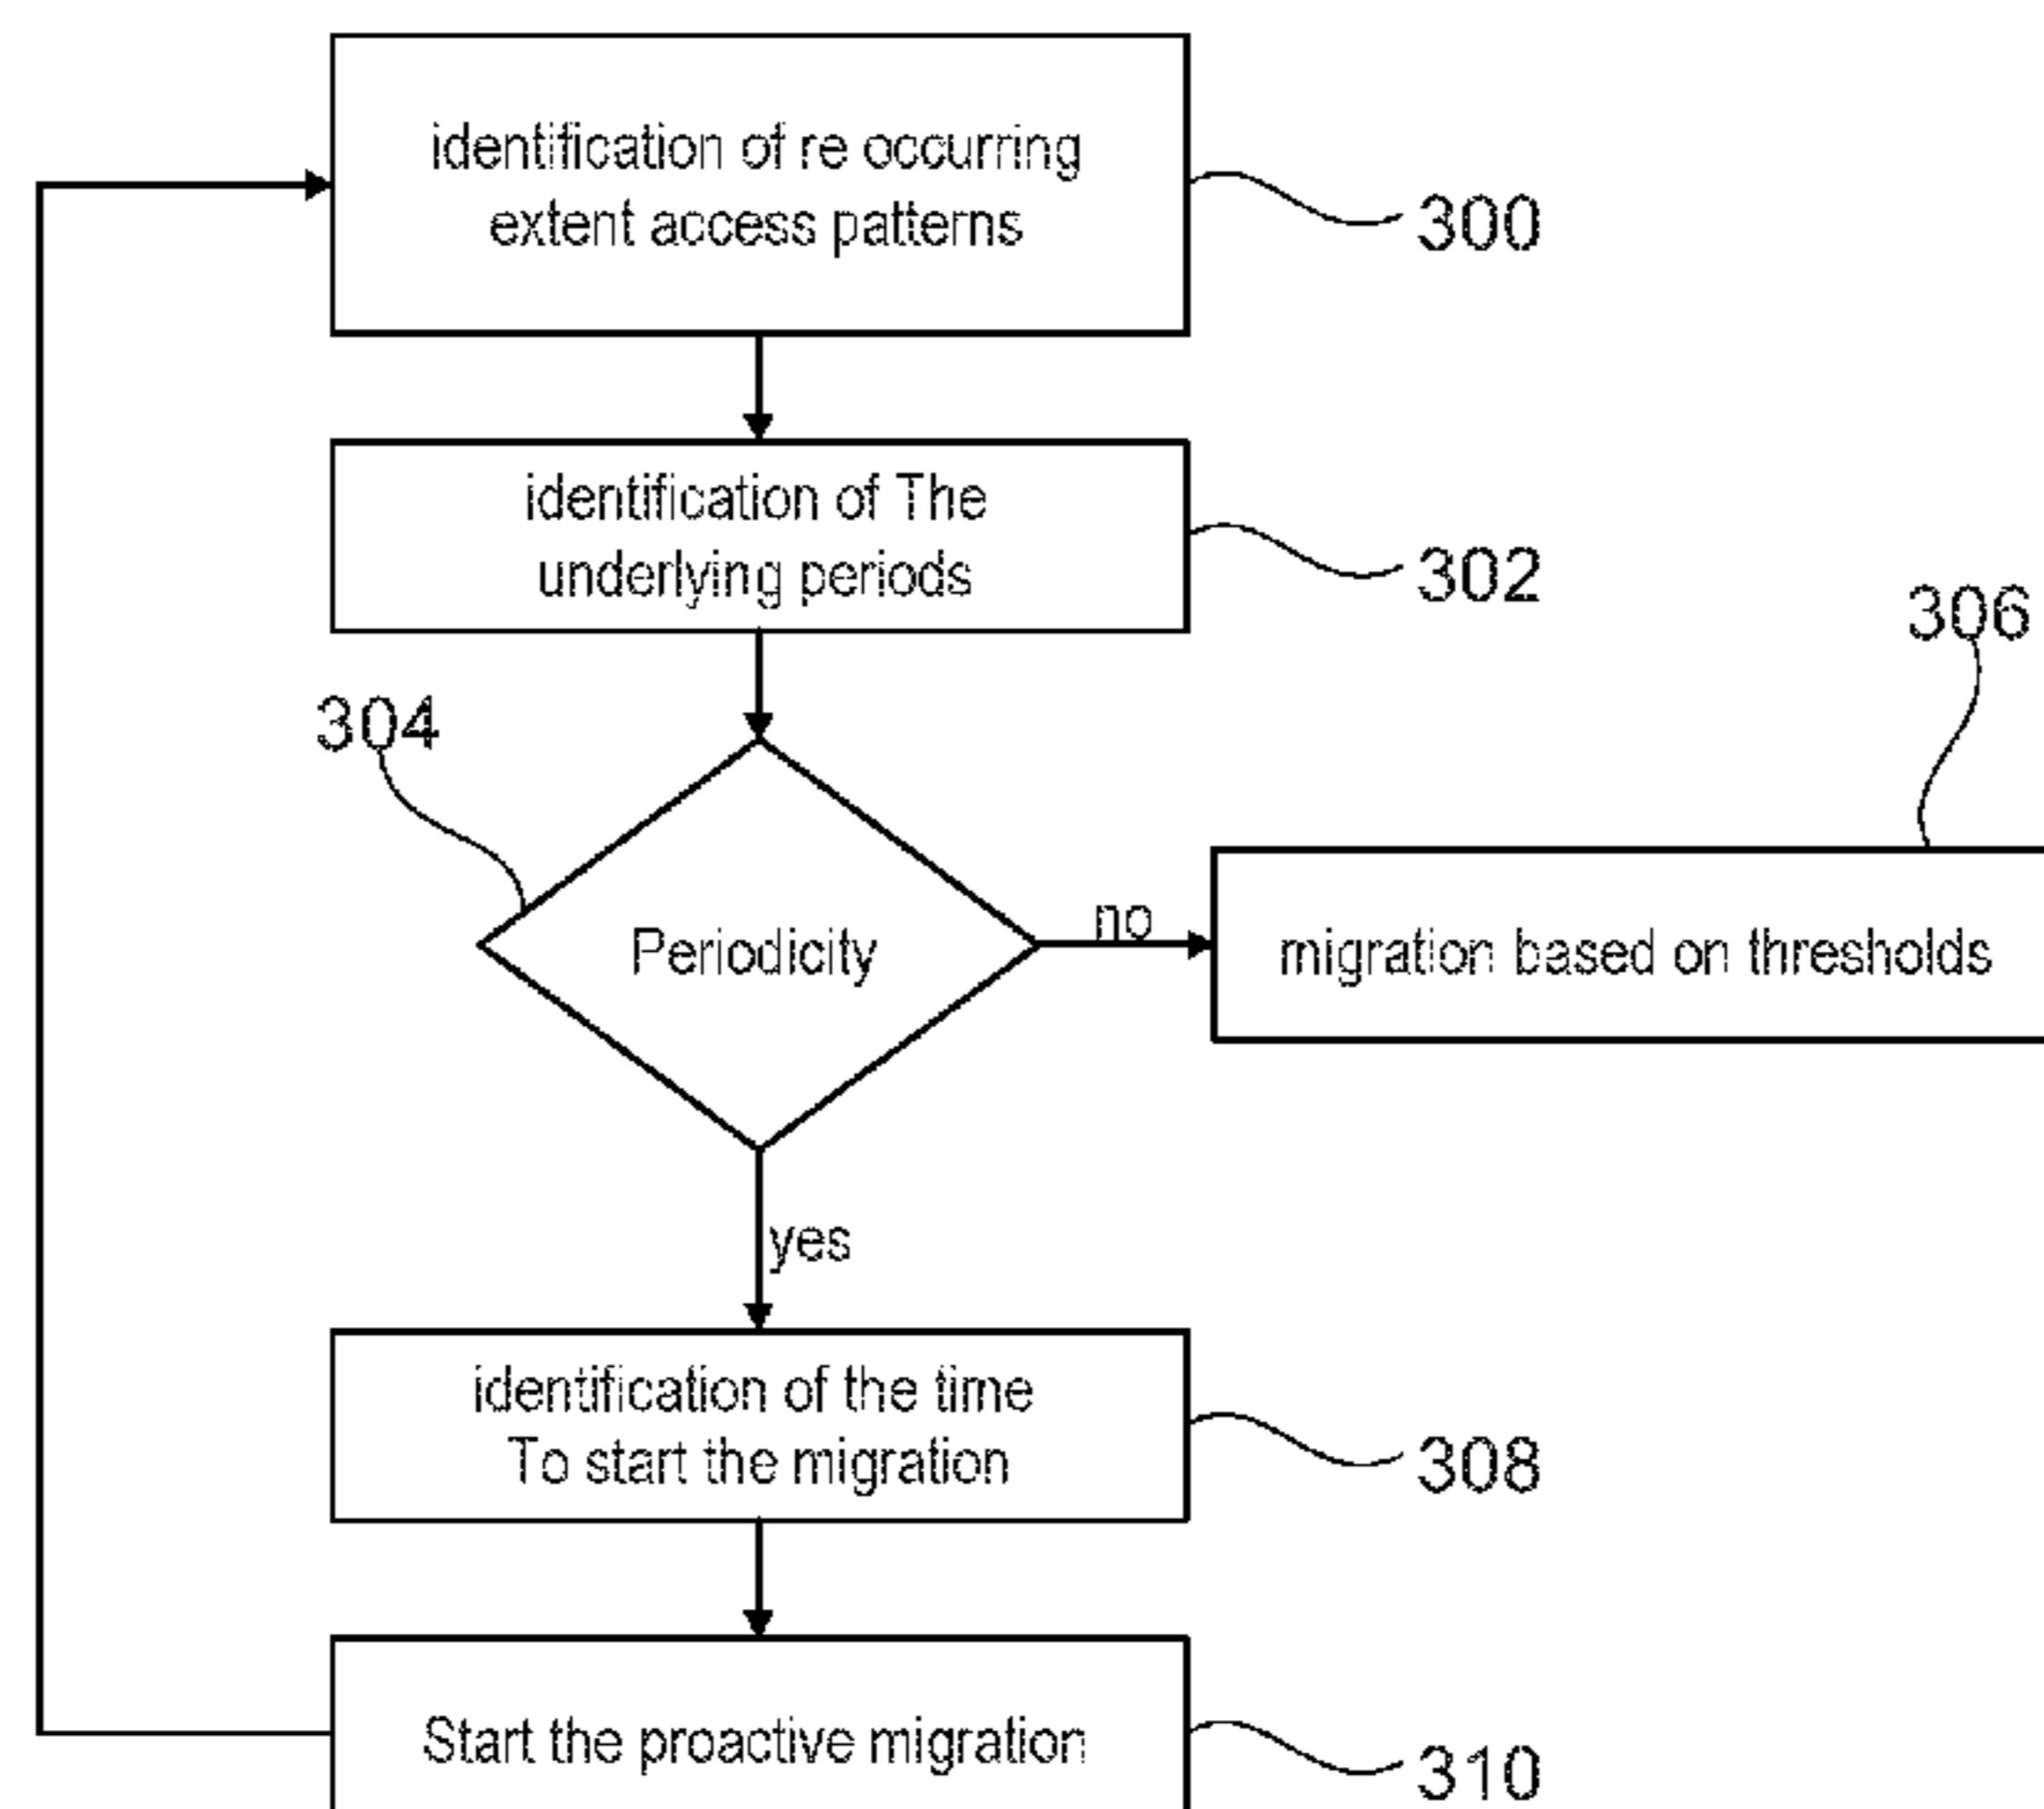 identification of re occurring
extent access patterns
300
identification of The
underlying periods
302
306
304
Periodicity
no
migration based on thresholds
yes
identification of the time
To start the migration
308
Start the proactive migration
310